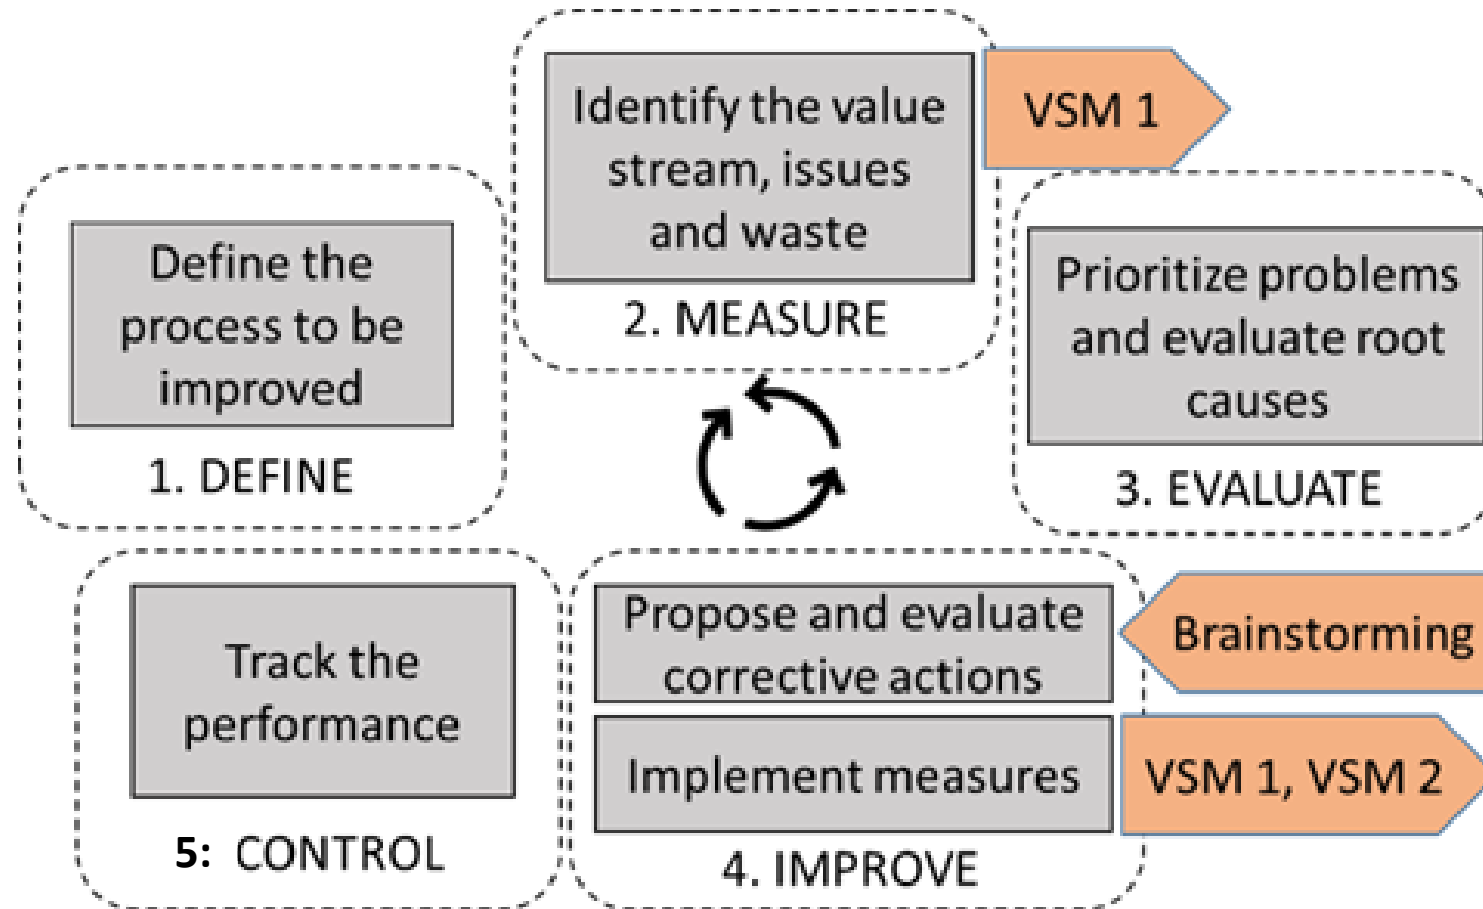 Define the
process to be
improved
1. DEFINE
Identify the value
stream, issues
and waste
2. MEASURE
VSM 1
Prioritize problems
and evaluate root
causes
3. EVALUATE
Propose and evaluate
corrective actions
Implement measures
4. IMPROVE
Brainstorming
VSM 1, VSM 2
Track the
performance
5: CONTROL